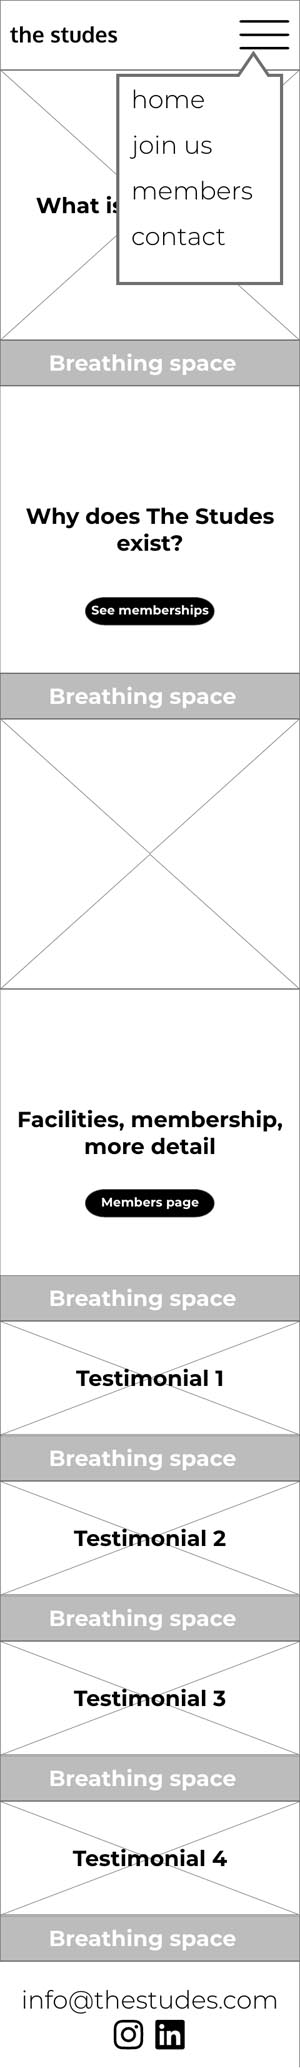 the studes
home
join us
members
contact
What is
Breathing space
Why does The Studes
exist?
See memberships
Breathing space
Facilities, membership,
more detail
Members page
Breathing space
Testimonial 1
Breathing space
Testimonial 2
Breathing space
Testimonial 3
Breathing space
Testimonial 4
Breathing space
info@thestudes.com
in